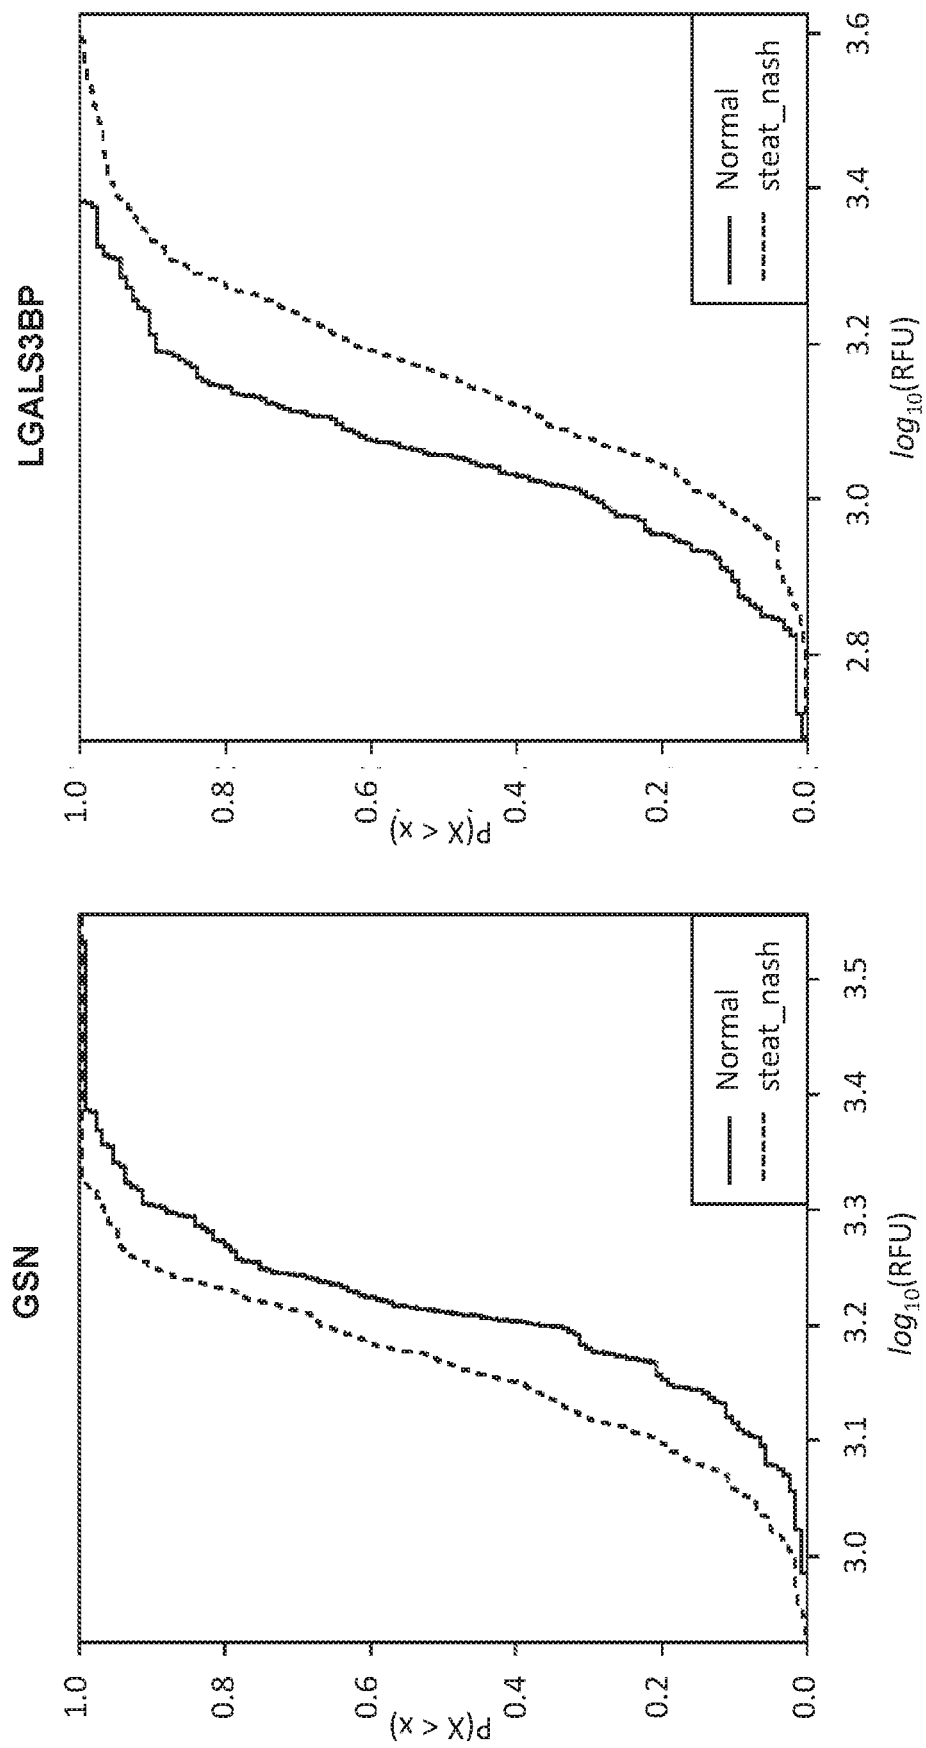 GSN
P(X < x)
1.0
0.8
0.6
0.4
0.2
0.0
3.0
3.1
3.2
3.3
3.4
3.5
log10(RFU)
Normal
steat_nash
LGALS3BP
P(X < x)
1.0
0.8
0.6
0.4
0.2
0.0
2.8
3.0
3.2
3.4
3.6
log10(RFU)
Normal
steat_nash